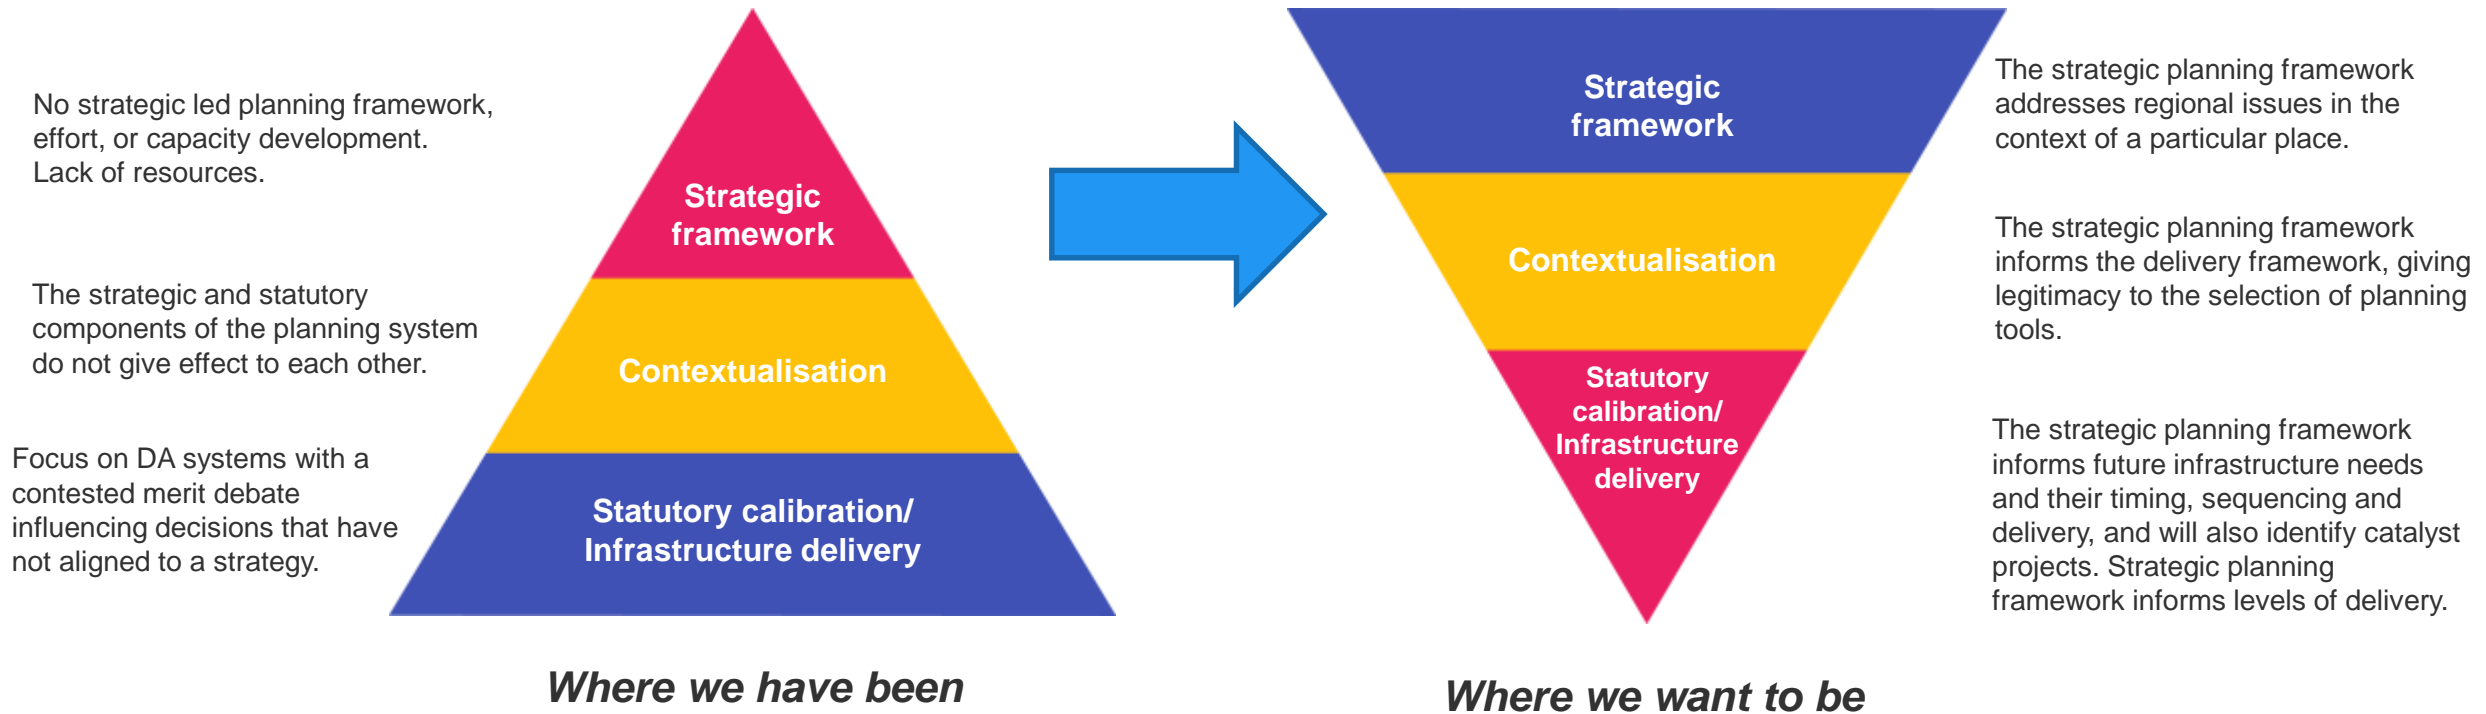 No strategic led planning framework,
effort, or capacity development.
Lack of resources.
The strategic and statutory
components of the planning system
do not give effect to each other.
Focus on DA systems with a
contested merit debate
influencing decisions that have
not aligned to a strategy.
Strategic
framework
Contextualisation
Statutory calibration/
Infrastructure delivery
Where we have been
Strategic
framework
Contextualisation
Statutory
calibration/
Infrastructure
delivery
Where we want to be
The strategic planning framework
addresses regional issues in the
context of a particular place.
The strategic planning framework
informs the delivery framework, giving
legitimacy to the selection of planning
tools.
The strategic planning framework
informs future infrastructure needs
and their timing, sequencing and
delivery, and will also identify catalyst
projects. Strategic planning
framework informs levels of delivery.